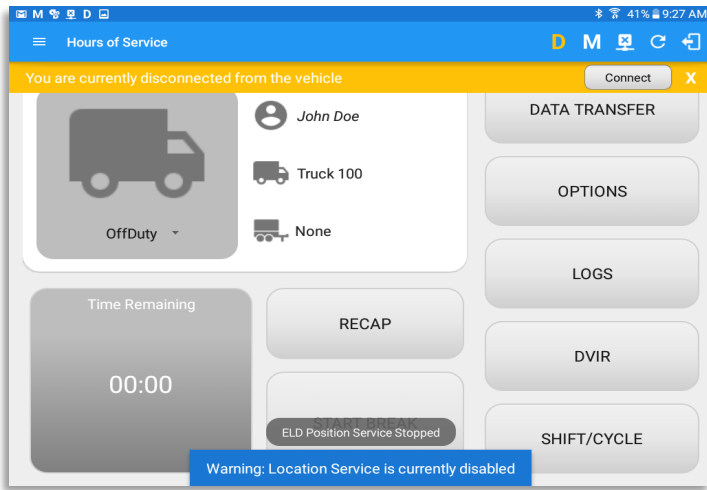 M D 41% 9:27 AM
Hours of Service D M
You are currently disconnected from the vehicle Connect X
John Doe
Truck 100
OffDuty
None
DATA TRANSFER
OPTIONS
LOGS
DVIR
SHIFT/CYCLE
Time Remaining
00:00
RECAP
START BREAK
ELD Position Service Stopped
Warning: Location Service is currently disabled